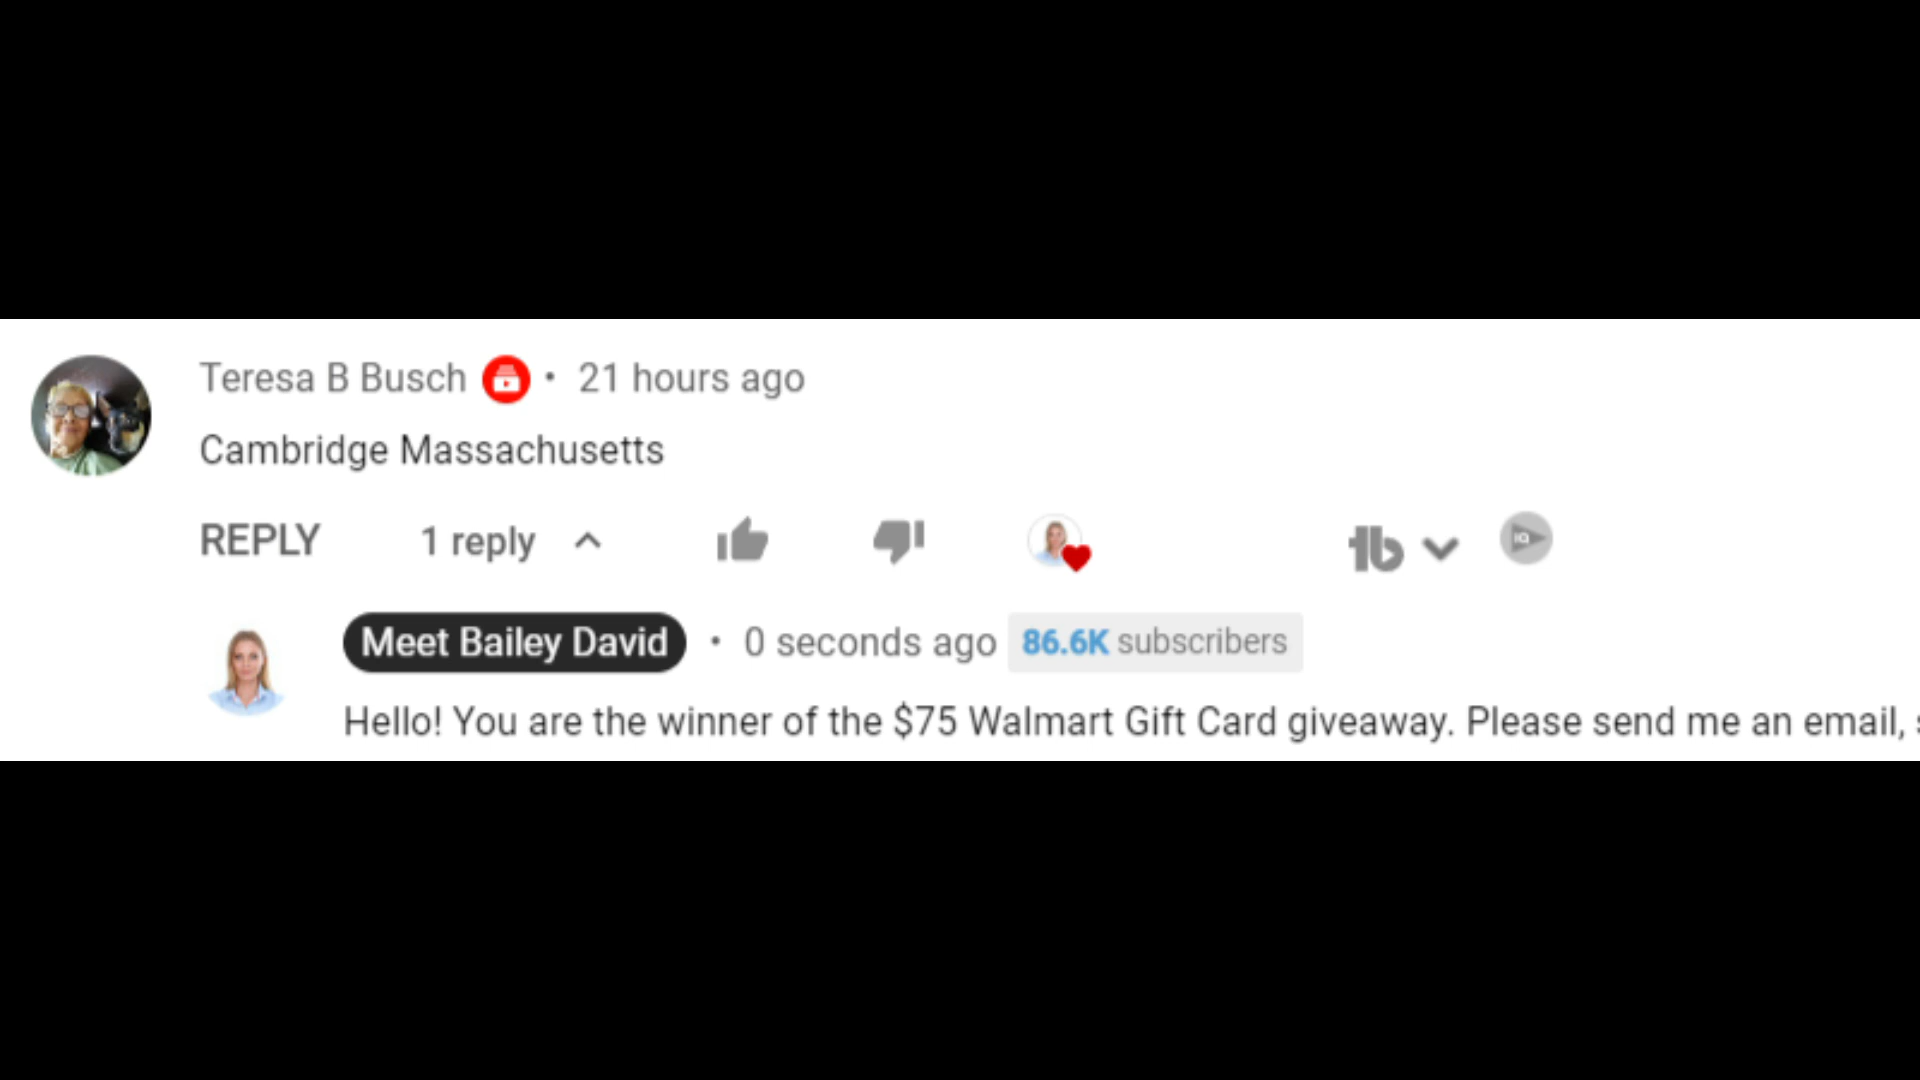 Teresa B Busch • 21 hours ago
Cambridge Massachusetts
REPLY 1 reply
Meet Bailey David • 0 seconds ago 86.6K subscribers
Hello! You are the winner of the $75 Walmart Gift Card giveaway. Please send me an email,